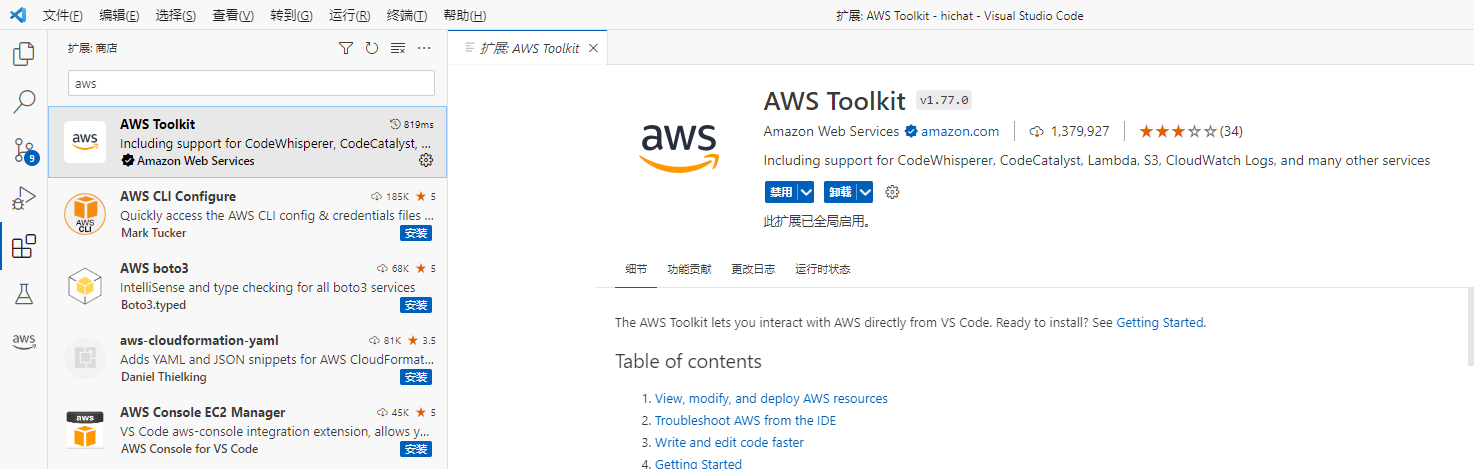 文件(F) 编辑(E) 选择(S) 查看(V) 转到(G) 运行(R) 终端(T) 帮助(H) 扩展: AWS Toolkit - hichat - Visual Studio Code
扩展: 商店
aws
AWS Toolkit 819ms
Including support for CodeWhisperer, CodeCatalyst, ...
Amazon Web Services
AWS CLI Configure 185K 5
Quickly access the AWS CLI config & credentials files ...
Mark Tucker 安装
AWS boto3 68K 5
IntelliSense and type checking for all boto3 services
Boto3.typed 安装
aws-cloudformation-yaml 81K 3.5
Adds YAML and JSON snippets for AWS CloudFormat...
Daniel Thielking 安装
AWS Console EC2 Manager 45K 5
VS Code aws-console integration extension, allows y...
AWS Console for VS Code 安装
9
aws
aws
AWS
CLI
aws
扩展: AWS Toolkit
aws
AWS Toolkit v1.77.0
Amazon Web Services amazon.com 1,379,927 (34)
Including support for CodeWhisperer, CodeCatalyst, Lambda, S3, CloudWatch Logs, and many other services
禁用 卸载
此扩展已全局启用。
细节 功能贡献 更改日志 运行时状态
The AWS Toolkit lets you interact with AWS directly from VS Code. Ready to install? See Getting Started.
Table of contents
1. View, modify, and deploy AWS resources
2. Troubleshoot AWS from the IDE
3. Write and edit code faster
4. Getting Started